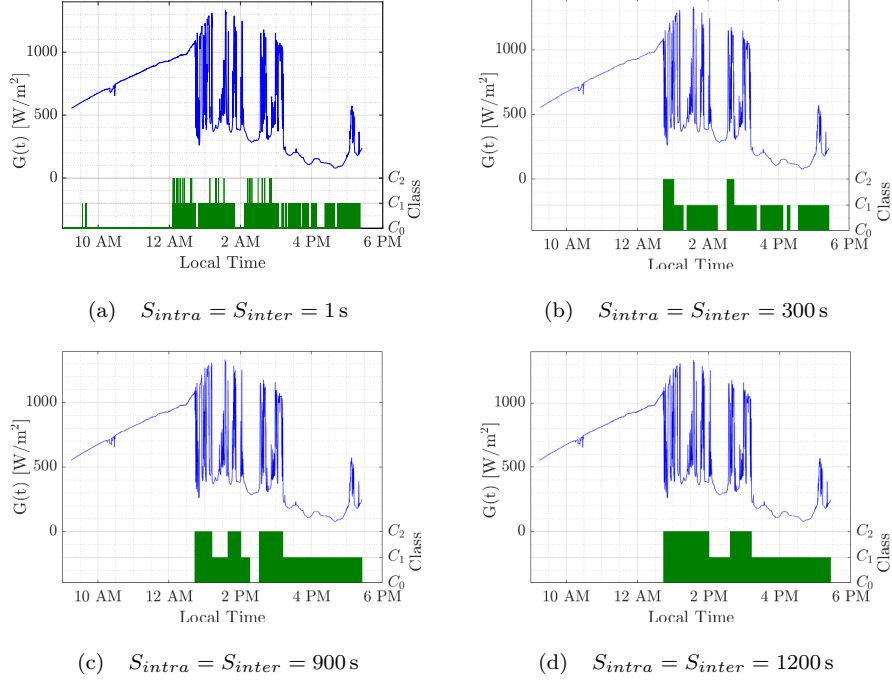 1000
500
0
G(t) [W/m²]
C₂
C₁
C₀
Class
10 AM 12 AM 2 PM 4 PM 6 PM
Local Time
(a) S_intra = S_inter = 1 s
1000
500
0
G(t) [W/m²]
C₂
C₁
C₀
Class
10 AM 12 AM 2 PM 4 PM 6 PM
Local Time
(b) S_intra = S_inter = 300 s
1000
500
0
G(t) [W/m²]
C₂
C₁
C₀
Class
10 AM 12 AM 2 PM 4 PM 6 PM
Local Time
(c) S_intra = S_inter = 900 s
1000
500
0
G(t) [W/m²]
C₂
C₁
C₀
Class
10 AM 12 AM 2 PM 4 PM 6 PM
Local Time
(d) S_intra = S_inter = 1200 s